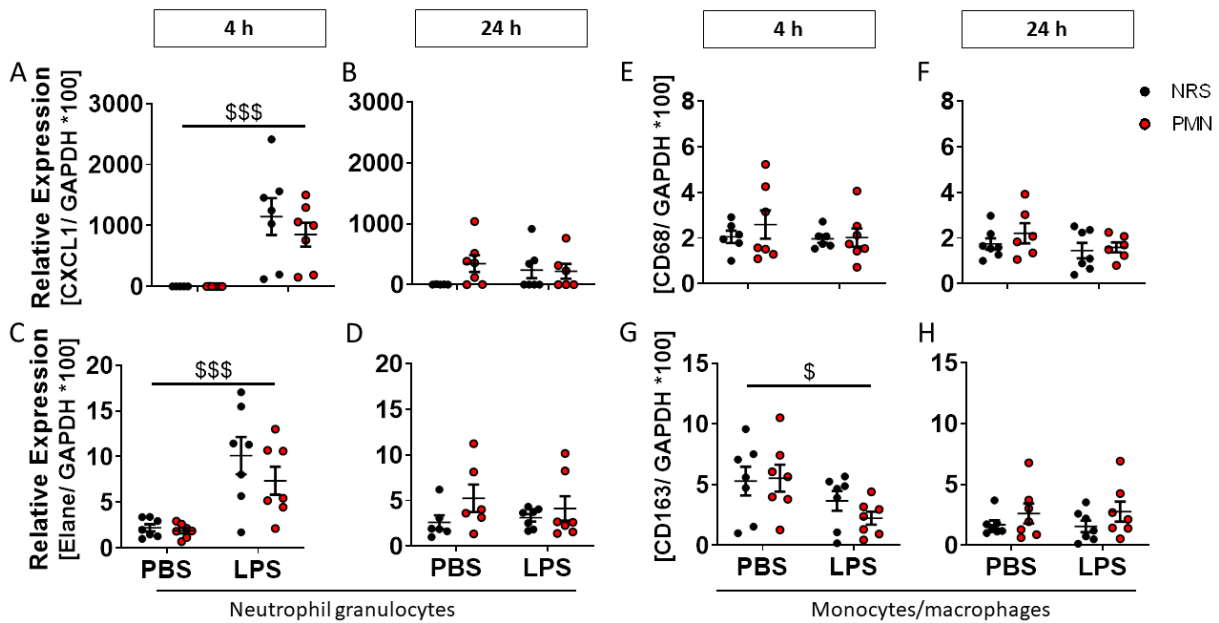 4 h
24 h
4 h
24 h
A
B
E
F
NRS
PMN
Relative Expression
[CXCL1/ GAPDH *100]
3000
2000
1000
0
$$$
3000
2000
1000
0
[CD68/ GAPDH *100]
8
6
4
2
0
8
6
4
2
0
C
D
G
H
Relative Expression
[Elane/ GAPDH *100]
20
15
10
5
0
$$$
20
15
10
5
0
[CD163/ GAPDH *100]
15
10
5
0
$
15
10
5
0
PBS LPS
PBS LPS
PBS LPS
PBS LPS
Neutrophil granulocytes
Monocytes/macrophages